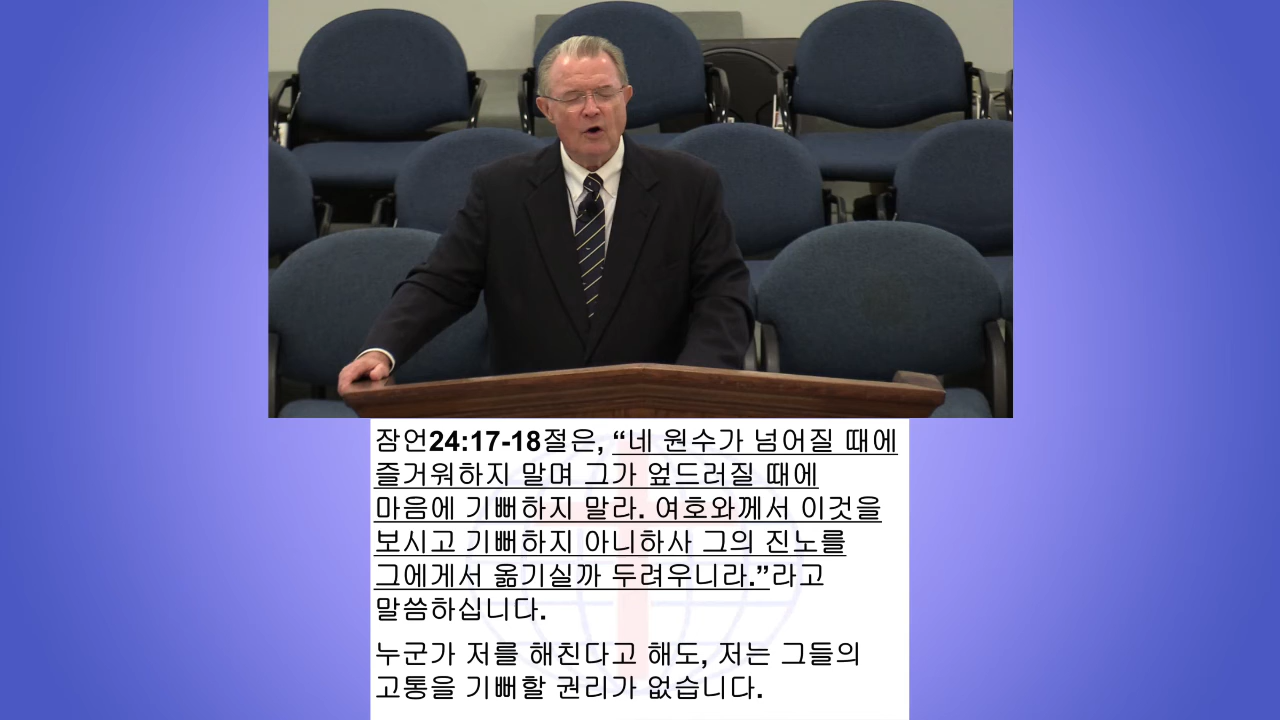 잠언24:17-18절은, “네 원수가 넘어질 때에
즐거워하지 말며 그가 엎드러질 때에
마음에 기뻐하지 말라. 여호와께서 이것을
보시고 기뻐하지 아니하사 그의 진노를
그에게서 옮기실까 두려우니라.”라고
말씀하십니다.
누군가 저를 해친다고 해도, 저는 그들의
고통을 기뻐할 권리가 없습니다.